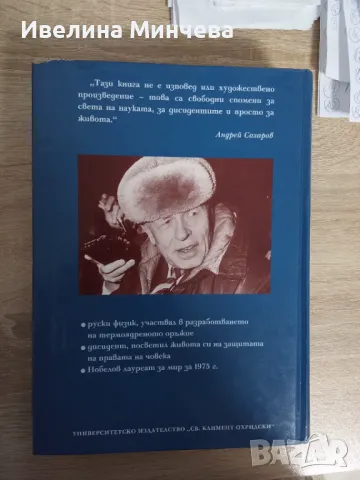 Ивелина Минчева
„Тази книга не е изповед или художествено
произведение – това са свободни спомени за
света на науката, за дисидентите и просто за
живота."
Андрей Сахаров
• руски физик, участвал в разработването
на термоядреното оръжие
• дисидент, посветил живота си на защитата
на правата на човека
• Нобелов лауреат за мир за 1975 г.
УНИВЕРСИТЕТСКО ИЗДАТЕЛСТВО „СВ. КЛИМЕНТ ОХРИДСКИ"
bazar